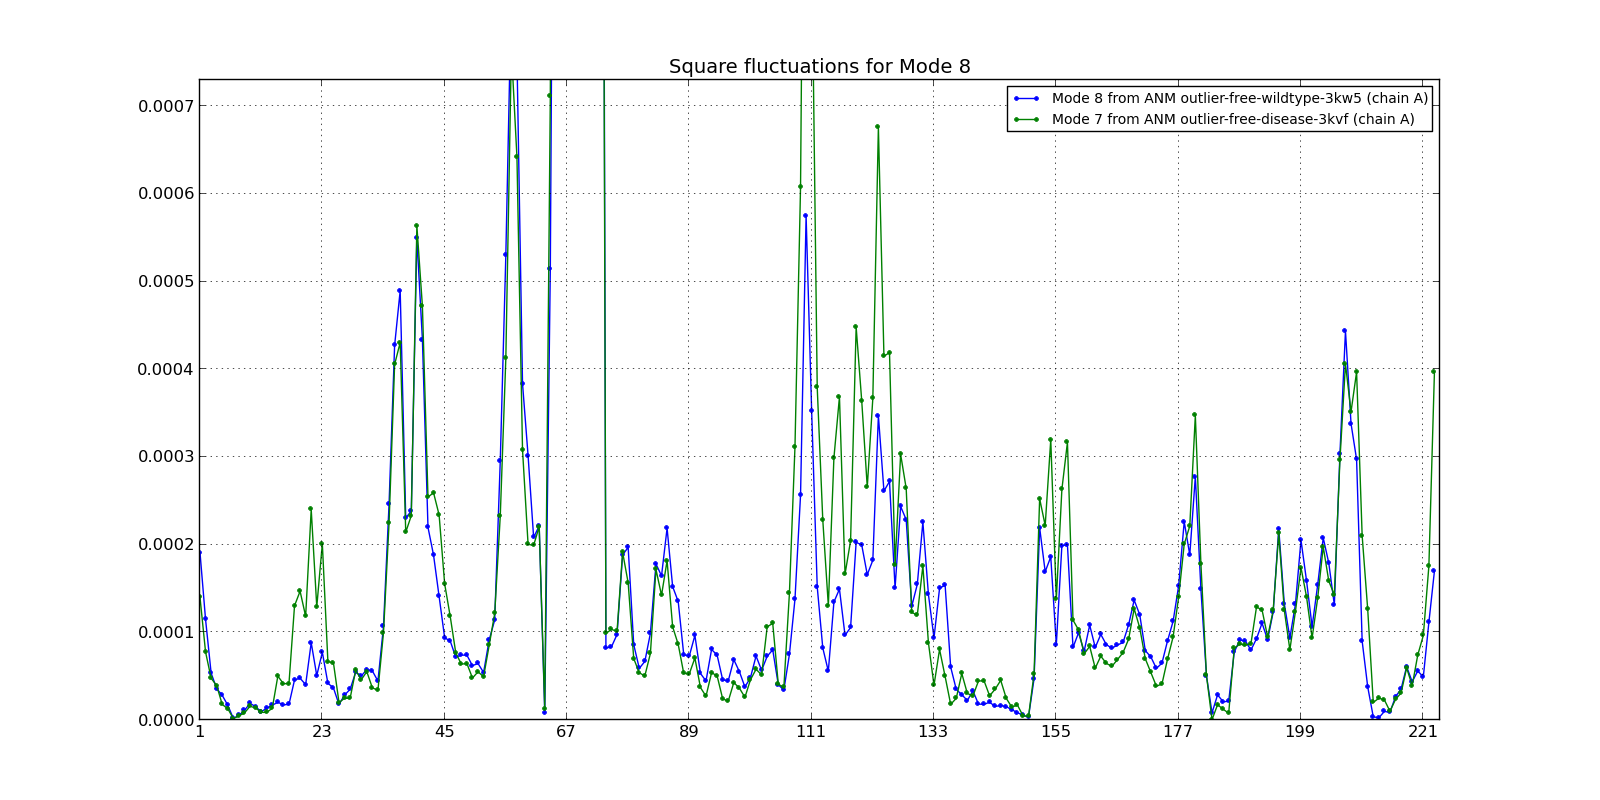 Square fluctuations for Mode 8
Mode 8 from ANM outlier-free-wildtype-3kw5 (chain A)
Mode 7 from ANM outlier-free-disease-3kvf (chain A)
0.0007
0.0006
0.0005
0.0004
0.0003
0.0002
0.0001
0.0000
1 23 45 67 89 111 133 155 177 199 221